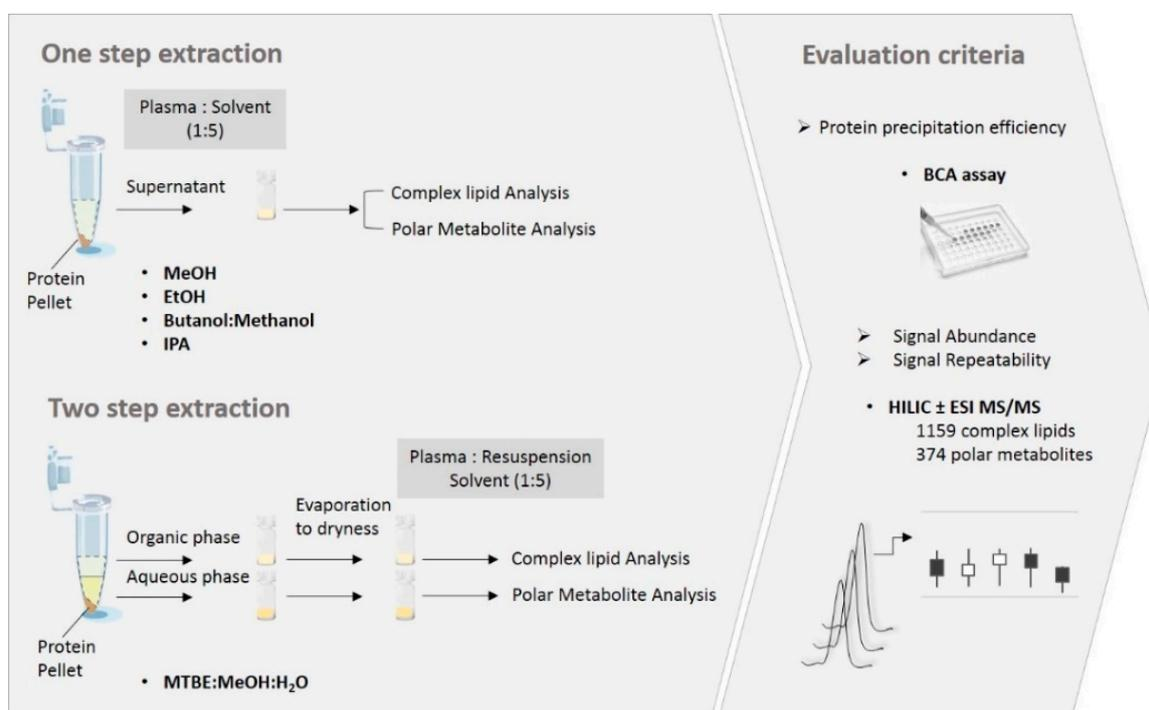 One step extraction
Plasma : Solvent
(1:5)
Supernatant
Complex lipid Analysis
Polar Metabolite Analysis
Protein
Pellet
• MeOH
• EtOH
• Butanol:Methanol
• IPA
Two step extraction
Plasma : Resuspension
Solvent (1:5)
Evaporation
to dryness
Organic phase
Aqueous phase
Complex lipid Analysis
Polar Metabolite Analysis
Protein
Pellet
• MTBE:MeOH:H₂O
Evaluation criteria
➢ Protein precipitation efficiency
• BCA assay
➢ Signal Abundance
➢ Signal Repeatability
• HILIC ± ESI MS/MS
1159 complex lipids
374 polar metabolites